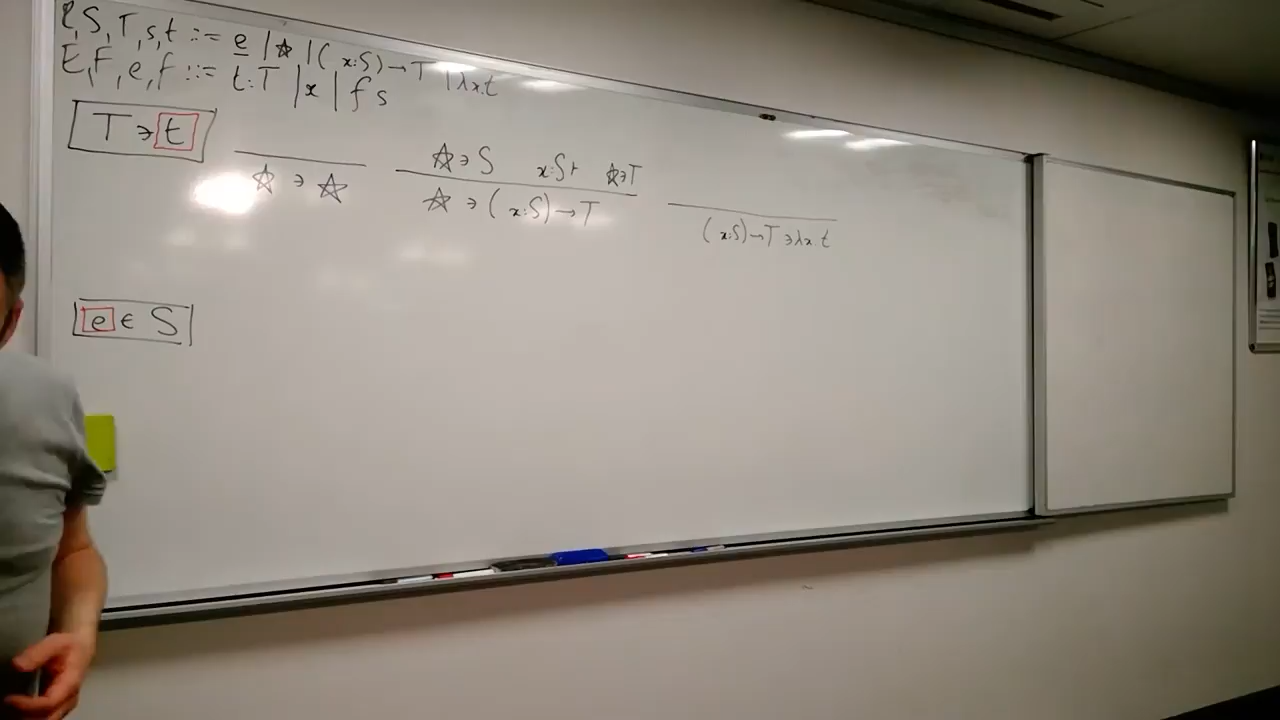 R, S, T, s, t ::= e | ☆ | (x:S) → T | λx.t
E, F, e, f ::= t:T | x | f s
T ∋ t
☆ ∋ S x:S ⊢ ☆ ∋ T
☆ ∋ ☆ ☆ ∋ (x:S) → T (x:S) → T ∋ λx.t
e ∈ S